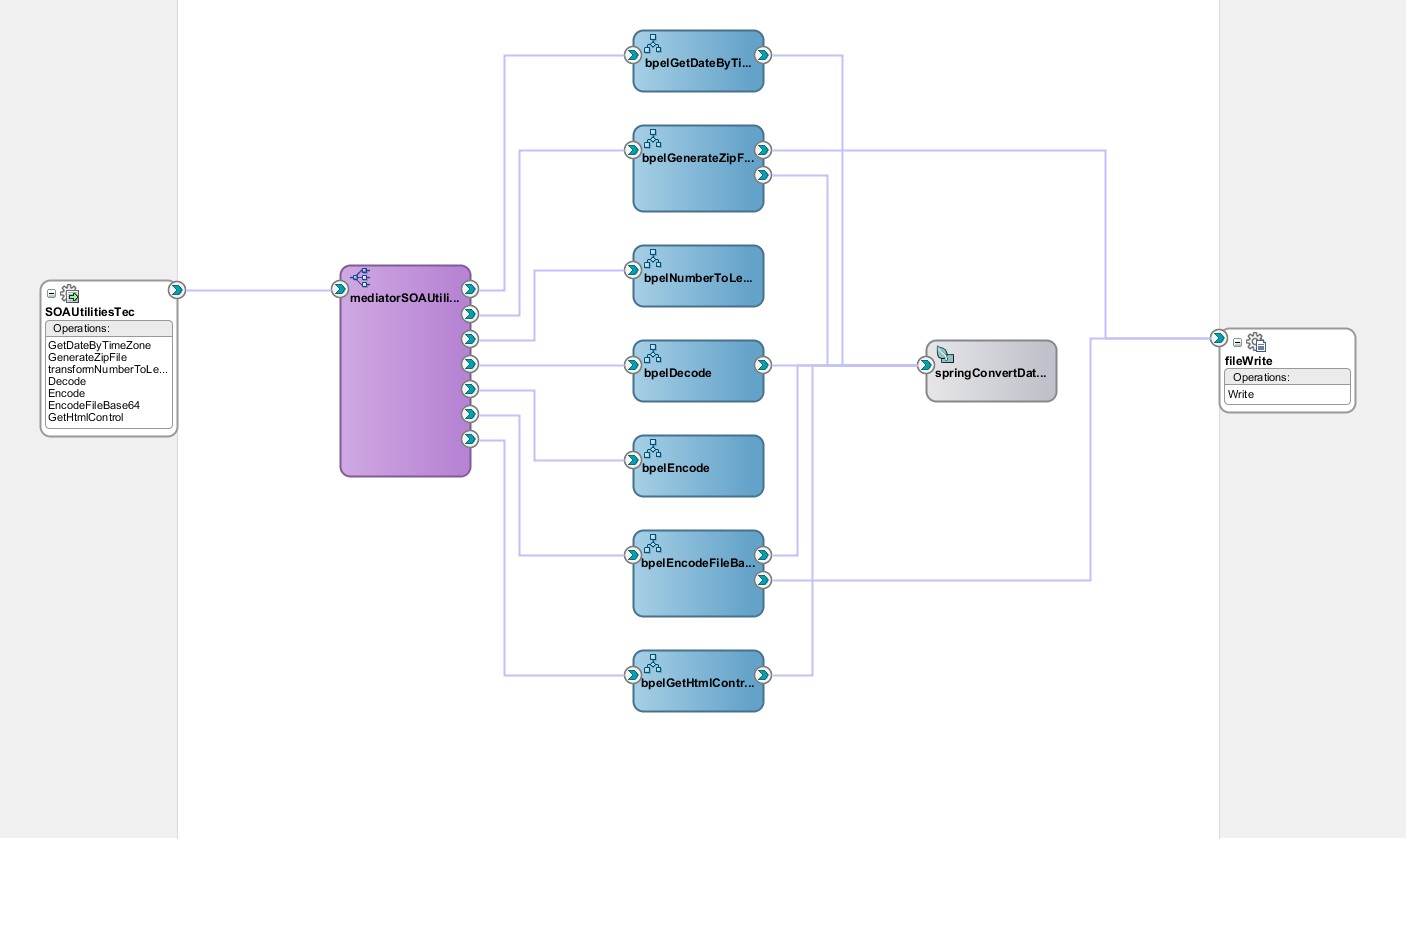 SOAUtilitiesTec
Operations:
GetDateByTimeZone
GenerateZipFile
transformNumberToLe...
Decode
Encode
EncodeFileBase64
GetHtmlControl
mediatorSOAUtili...
bpelGetDateByTi...
bpelGenerateZipF...
bpelNumberToLe...
bpelDecode
bpelEncode
bpelEncodeFileBa...
bpelGetHtmlContr...
springConvertDat...
fileWrite
Operations:
Write